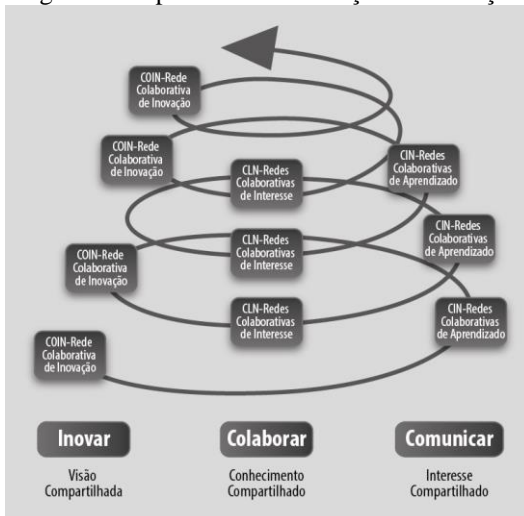 COIN-Rede
Colaborativa
de Inovação
COIN-Rede
Colaborativa
de Inovação
CIN-Redes
Colaborativas
de Aprendizado
CLN-Redes
Colaborativas
de Interesse
CIN-Redes
Colaborativas
de Aprendizado
CLN-Redes
Colaborativas
de Interesse
COIN-Rede
Colaborativa
de Inovação
CLN-Redes
Colaborativas
de Interesse
CIN-Redes
Colaborativas
de Aprendizado
COIN-Rede
Colaborativa
de Inovação
Inovar
Colaborar
Comunicar
Visão
Compartilhada
Conhecimento
Compartilhado
Interesse
Compartilhado